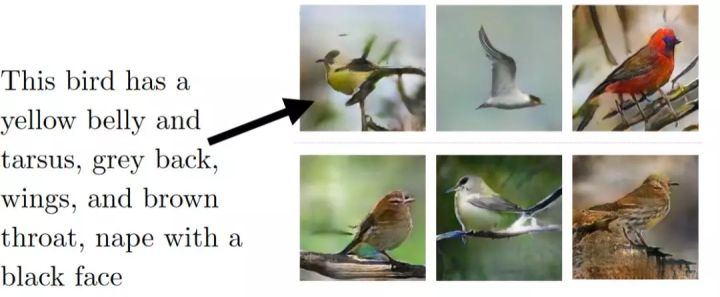 This bird has a
yellow belly and
tarsus, grey back,
wings, and brown
throat, nape with a
black face